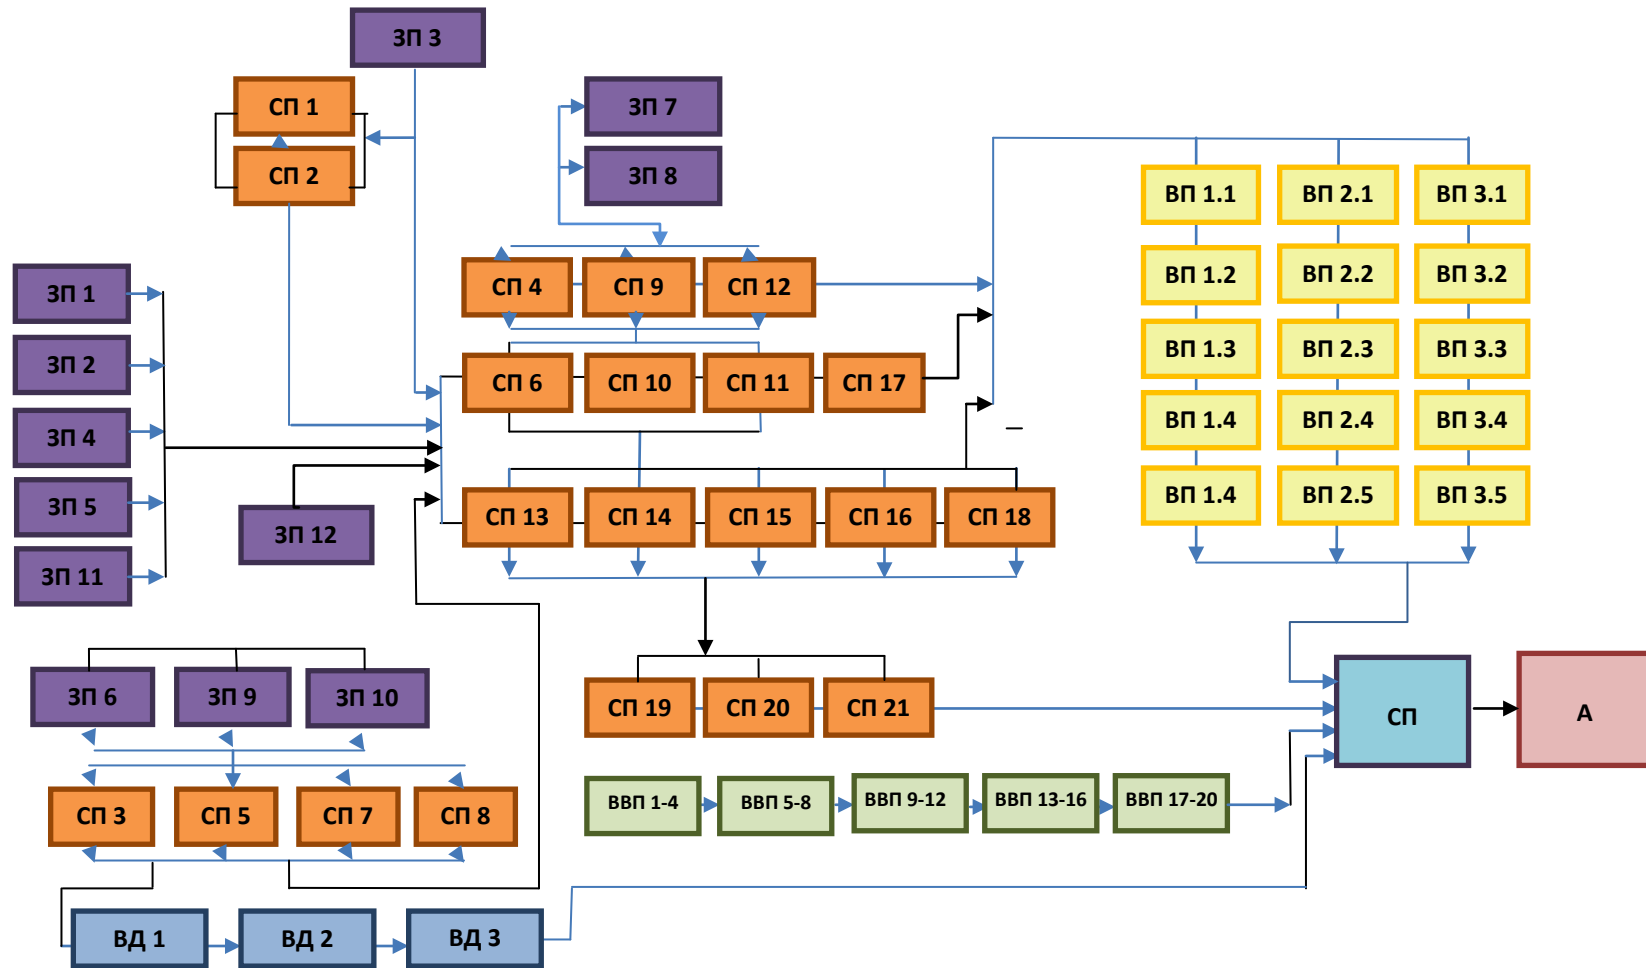 ЗП 3
СП 1
СП 2
ЗП 7
ЗП 8
ВП 1.1
ВП 2.1
ВП 3.1
ЗП 1
СП 4
СП 9
СП 12
ВП 1.2
ВП 2.2
ВП 3.2
ЗП 2
СП 6
СП 10
СП 11
СП 17
ВП 1.3
ВП 2.3
ВП 3.3
ЗП 4
ВП 1.4
ВП 2.4
ВП 3.4
ЗП 5
ЗП 12
СП 13
СП 14
СП 15
СП 16
СП 18
ВП 1.4
ВП 2.5
ВП 3.5
ЗП 11
ЗП 6
ЗП 9
ЗП 10
СП 19
СП 20
СП 21
СП
А
СП 3
СП 5
СП 7
СП 8
ВВП 1-4
ВВП 5-8
ВВП 9-12
ВВП 13-16
ВВП 17-20
ВД 1
ВД 2
ВД 3